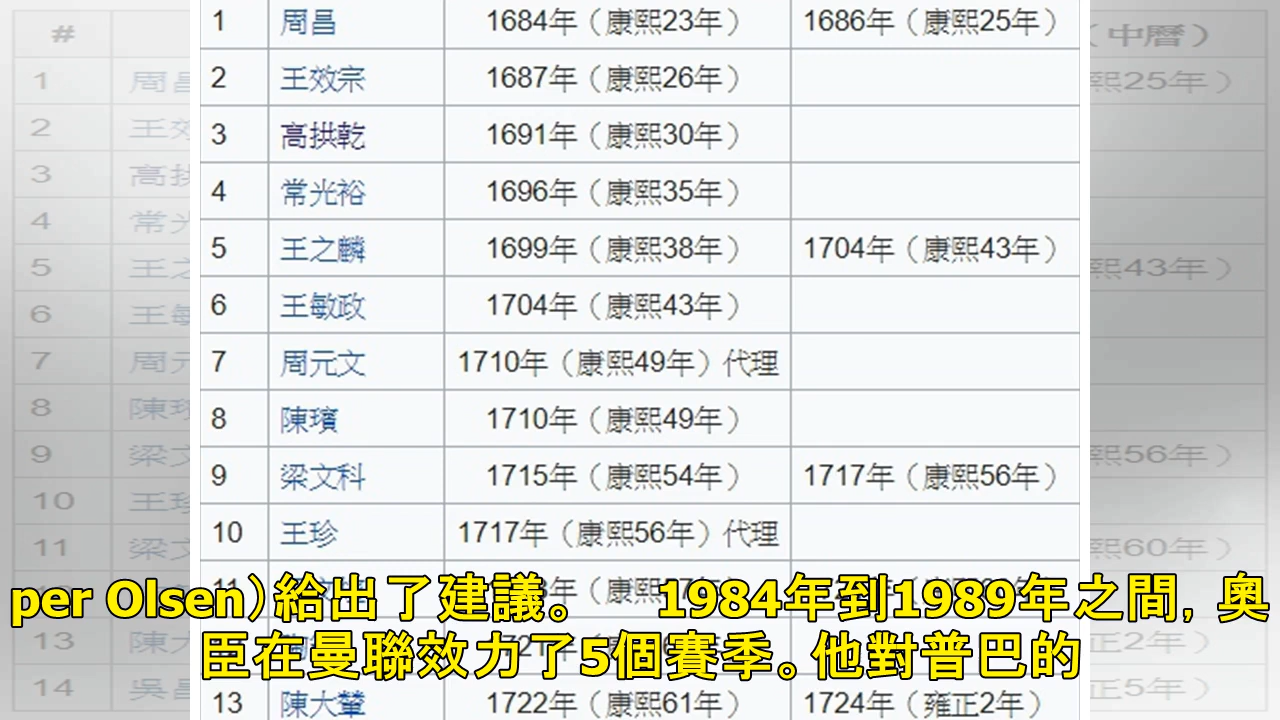 1 周昌 1684年（康熙23年） 1686年（康熙25年）
2 王效宗 1687年（康熙26年）
3 高拱乾 1691年（康熙30年）
4 常光裕 1696年（康熙35年）
5 王之麟 1699年（康熙38年） 1704年（康熙43年）
6 王敏政 1704年（康熙43年）
7 周元文 1710年（康熙49年）代理
8 陳璸 1710年（康熙49年）
9 梁文科 1715年（康熙54年） 1717年（康熙56年）
10 王珍 1717年（康熙56年）代理
per Olsen）給出了建議。 1984年到1989年之間，奧
臣在曼聯效力了5個賽季。他對普巴的
13 陳大輦 1722年（康熙61年） 1724年（雍正2年）